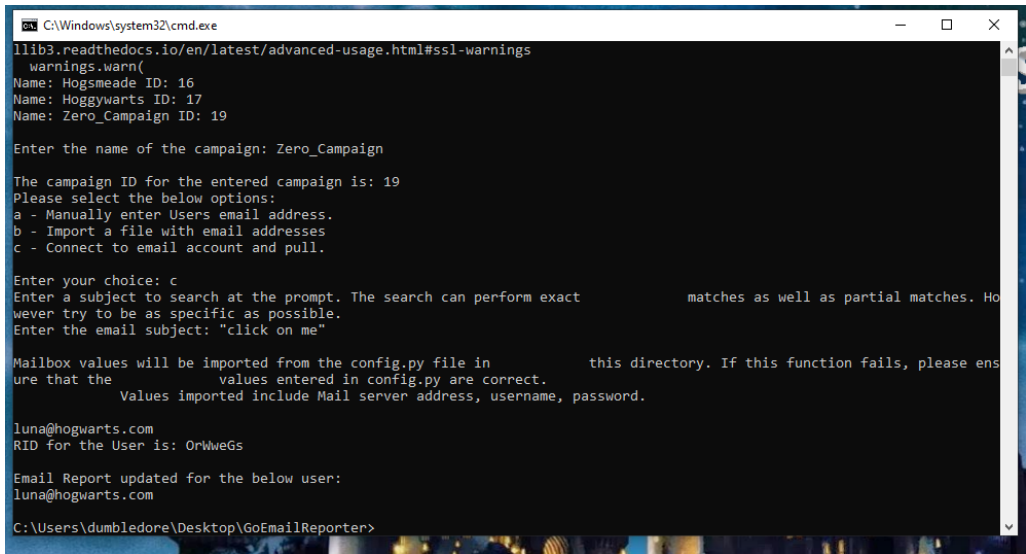 C:\Windows\system32\cmd.exe
llib3.readthedocs.io/en/latest/advanced-usage.html#ssl-warnings
  warnings.warn(
Name: Hogsmeade ID: 16
Name: Hoggywarts ID: 17
Name: Zero_Campaign ID: 19

Enter the name of the campaign: Zero_Campaign

The campaign ID for the entered campaign is: 19
Please select the below options:
a - Manually enter Users email address.
b - Import a file with email addresses
c - Connect to email account and pull.

Enter your choice: c
Enter a subject to search at the prompt. The search can perform exact             matches as well as partial matches. Ho
wever try to be as specific as possible.
Enter the email subject: "click on me"

Mailbox values will be imported from the config.py file in            this directory. If this function fails, please ens
ure that the             values entered in config.py are correct.
             Values imported include Mail server address, username, password.

luna@hogwarts.com
RID for the User is: OrWweGs

Email Report updated for the below user:
luna@hogwarts.com

C:\Users\dumbledore\Desktop\GoEmailReporter>